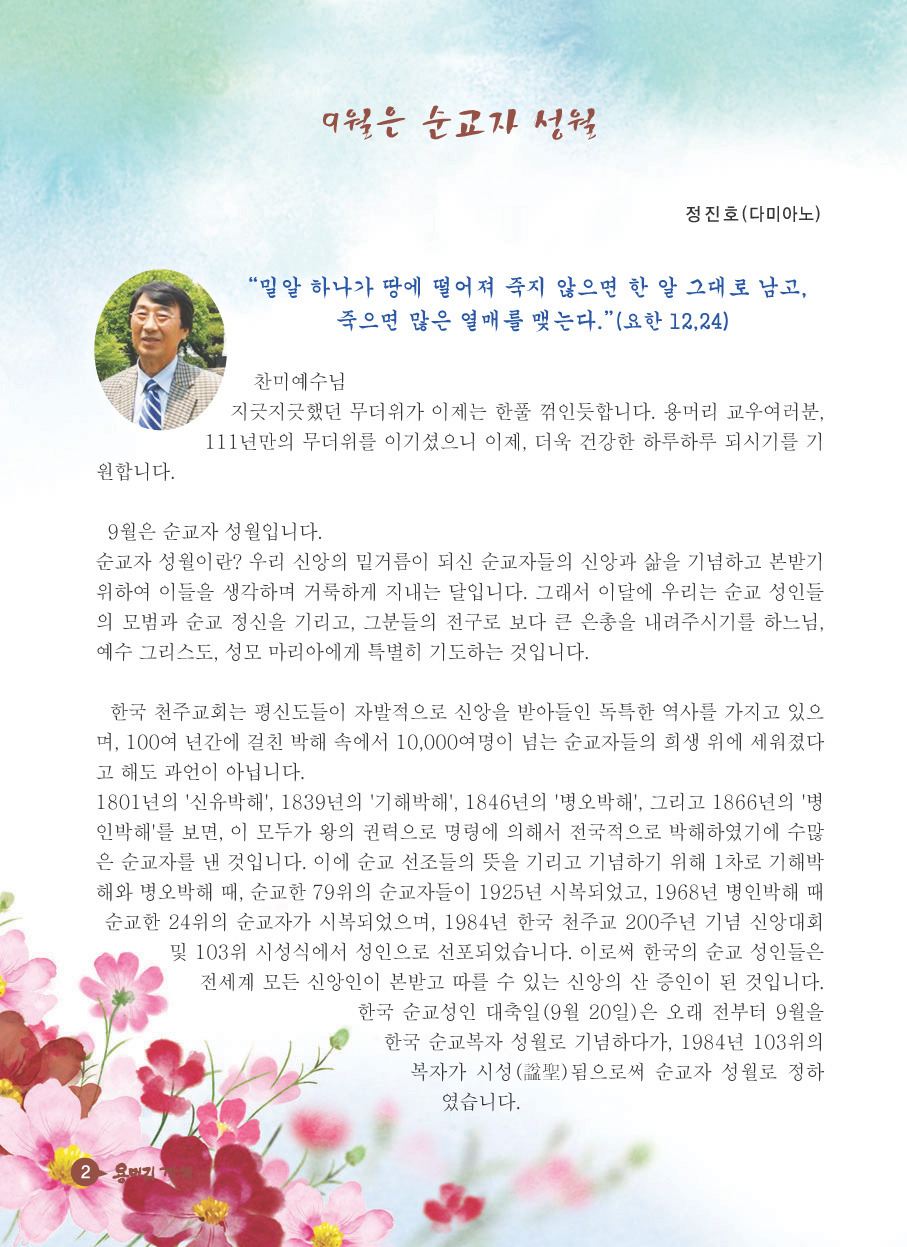 9월은 순교자 성월
정진호(다미아노)
“밀알 하나가 땅에 떨어져 죽지 않으면 한 알 그대로 남고,
죽으면 많은 열매를 맺는다.”(요한 12,24)
찬미예수님
지긋지긋했던 무더위가 이제는 한풀 꺾인듯합니다. 용머리 교우여러분,
111년만의 무더위를 이기셨으니 이제, 더욱 건강한 하루하루 되시기를 기
원합니다.
9월은 순교자 성월입니다.
순교자 성월이란? 우리 신앙의 밑거름이 되신 순교자들의 신앙과 삶을 기념하고 본받기
위하여 이들을 생각하며 거룩하게 지내는 달입니다. 그래서 이달에 우리는 순교 성인들
의 모범과 순교 정신을 기리고, 그분들의 전구로 보다 큰 은총을 내려주시기를 하느님,
예수 그리스도, 성모 마리아에게 특별히 기도하는 것입니다.
한국 천주교회는 평신도들이 자발적으로 신앙을 받아들인 독특한 역사를 가지고 있으
며, 100여 년간에 걸친 박해 속에서 10,000여명이 넘는 순교자들의 희생 위에 세워졌다
고 해도 과언이 아닙니다.
1801년의 '신유박해', 1839년의 '기해박해', 1846년의 '병오박해', 그리고 1866년의 '병
인박해'를 보면, 이 모두가 왕의 권력으로 명령에 의해서 전국적으로 박해하였기에 수많
은 순교자를 낸 것입니다. 이에 순교 선조들의 뜻을 기리고 기념하기 위해 1차로 기해박
해와 병오박해 때, 순교한 79위의 순교자들이 1925년 시복되었고, 1968년 병인박해 때
순교한 24위의 순교자가 시복되었으며, 1984년 한국 천주교 200주년 기념 신앙대회
및 103위 시성식에서 성인으로 선포되었습니다. 이로써 한국의 순교 성인들은
전세계 모든 신앙인이 본받고 따를 수 있는 신앙의 산 증인이 된 것입니다.
한국 순교성인 대축일(9월 20일)은 오래 전부터 9월을
한국 순교복자 성월로 기념하다가, 1984년 103위의
복자가 시성(諡聖)됨으로써 순교자 성월로 정하
였습니다.
2 용머리